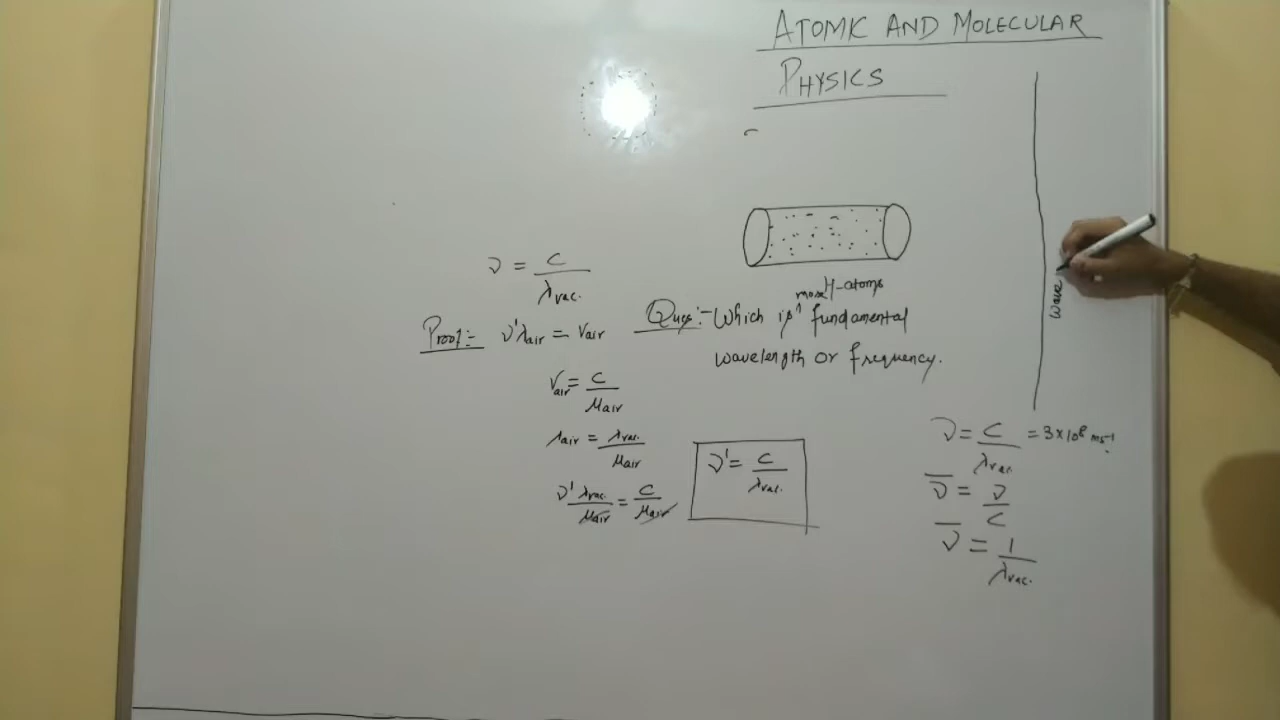 ATOMIC AND MOLECULAR
PHYSICS
H-atoms
ν = c / λvac.
Ques:- Which is ^more fundamental
wavelength or frequency.
Proof:- ν' λair = vair
vair = c / μair
λair = λvac. / μair
ν' λvac. / μair = c / μair
ν' = c / λvac.
wave
ν = c / λvac. = 3×10⁸ ms⁻¹.
ν̅ = ν / c
ν̅ = 1 / λvac.